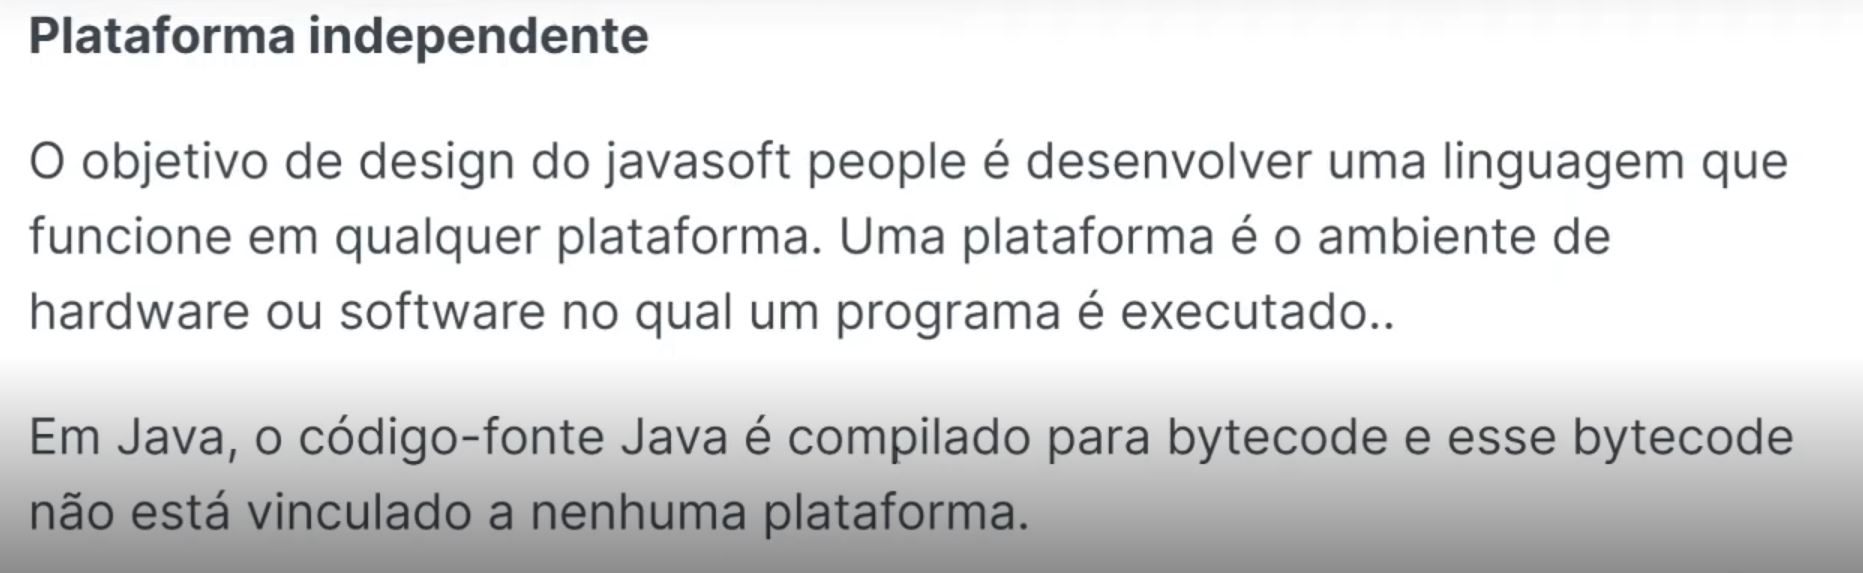 Plataforma independente
O objetivo de design do javasoft people é desenvolver uma linguagem que
funcione em qualquer plataforma. Uma plataforma é o ambiente de
hardware ou software no qual um programa é executado..
Em Java, o código-fonte Java é compilado para bytecode e esse bytecode
não está vinculado a nenhuma plataforma.